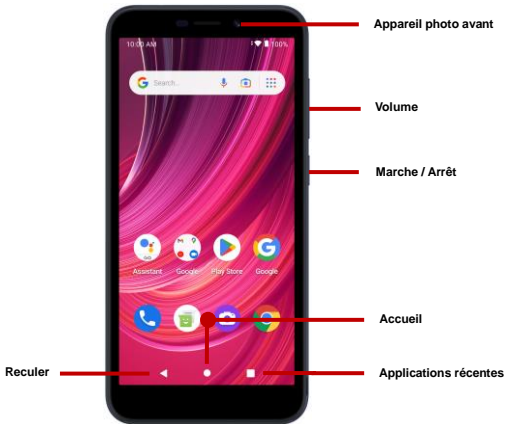 Appareil photo avant
10:00 AM 100%
Search...
Volume
Marche / Arrêt
Assistant Google Play Store Google
Accueil
Reculer
Applications récentes